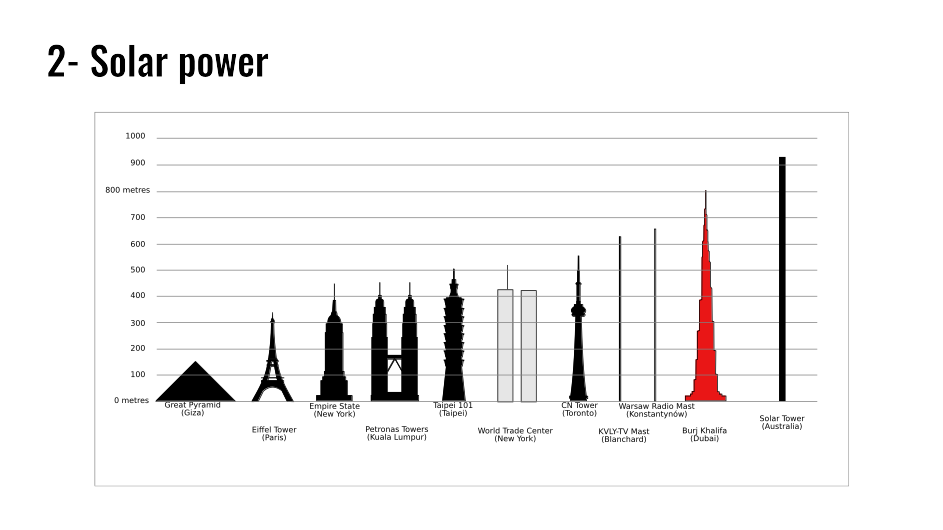 2- Solar power
1000
900
800 metres
700
600
500
400
300
200
100
0 metres
Great Pyramid
(Giza)
Eiffel Tower
(Paris)
Empire State
(New York)
Petronas Towers
(Kuala Lumpur)
Taipei 101
(Taipei)
World Trade Center
(New York)
CN Tower
(Toronto)
KVLY-TV Mast
(Blanchard)
Warsaw Radio Mast
(Konstantynów)
Burj Khalifa
(Dubai)
Solar Tower
(Australia)